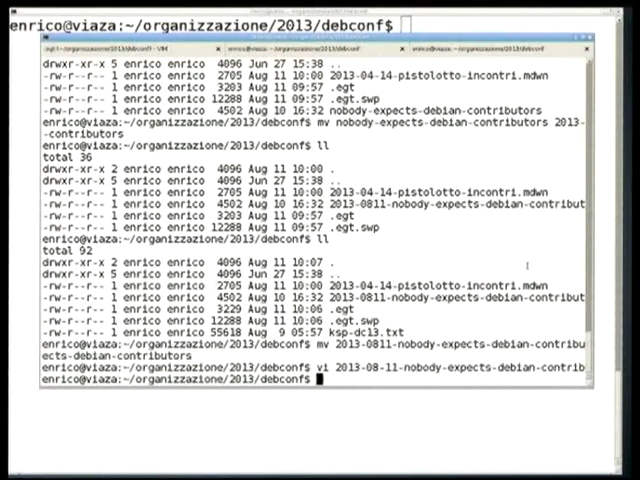 enrico@viaza:~/organizzazione/2013/debconf$
drwxr-xr-x 5 enrico enrico 4096 Jun 27 15:38 ..
-rw-r--r-- 1 enrico enrico 2705 Aug 11 10:00 2013-04-14-pistolotto-incontri.mdwn
-rw-r--r-- 1 enrico enrico 3203 Aug 11 09:57 .egt
-rw-r--r-- 1 enrico enrico 12288 Aug 11 09:57 .egt.swp
-rw-r--r-- 1 enrico enrico 4502 Aug 10 16:32 nobody-expects-debian-contributors
enrico@viaza:~/organizzazione/2013/debconf$ mv nobody-expects-debian-contributors 2013-
-contributors
enrico@viaza:~/organizzazione/2013/debconf$ ll
total 36
drwxr-xr-x 2 enrico enrico 4096 Aug 11 10:00 .
drwxr-xr-x 5 enrico enrico 4096 Jun 27 15:38 ..
-rw-r--r-- 1 enrico enrico 2705 Aug 11 10:00 2013-04-14-pistolotto-incontri.mdwn
-rw-r--r-- 1 enrico enrico 4502 Aug 10 16:32 2013-0811-nobody-expects-debian-contribut
-rw-r--r-- 1 enrico enrico 3203 Aug 11 09:57 .egt
-rw-r--r-- 1 enrico enrico 12288 Aug 11 09:57 .egt.swp
enrico@viaza:~/organizzazione/2013/debconf$ ll
total 92
drwxr-xr-x 2 enrico enrico 4096 Aug 11 10:07 .
drwxr-xr-x 5 enrico enrico 4096 Jun 27 15:38 ..
-rw-r--r-- 1 enrico enrico 2705 Aug 11 10:00 2013-04-14-pistolotto-incontri.mdwn
-rw-r--r-- 1 enrico enrico 4502 Aug 10 16:32 2013-0811-nobody-expects-debian-contribut
-rw-r--r-- 1 enrico enrico 3229 Aug 11 10:06 .egt
-rw-r--r-- 1 enrico enrico 12288 Aug 11 10:06 .egt.swp
-rw-r--r-- 1 enrico enrico 55618 Aug 9 05:57 ksp-dc13.txt
enrico@viaza:~/organizzazione/2013/debconf$ mv 2013-0811-nobody-expects-debian-contribu
ects-debian-contributors
enrico@viaza:~/organizzazione/2013/debconf$ vi 2013-08-11-nobody-expects-debian-contrib
enrico@viaza:~/organizzazione/2013/debconf$